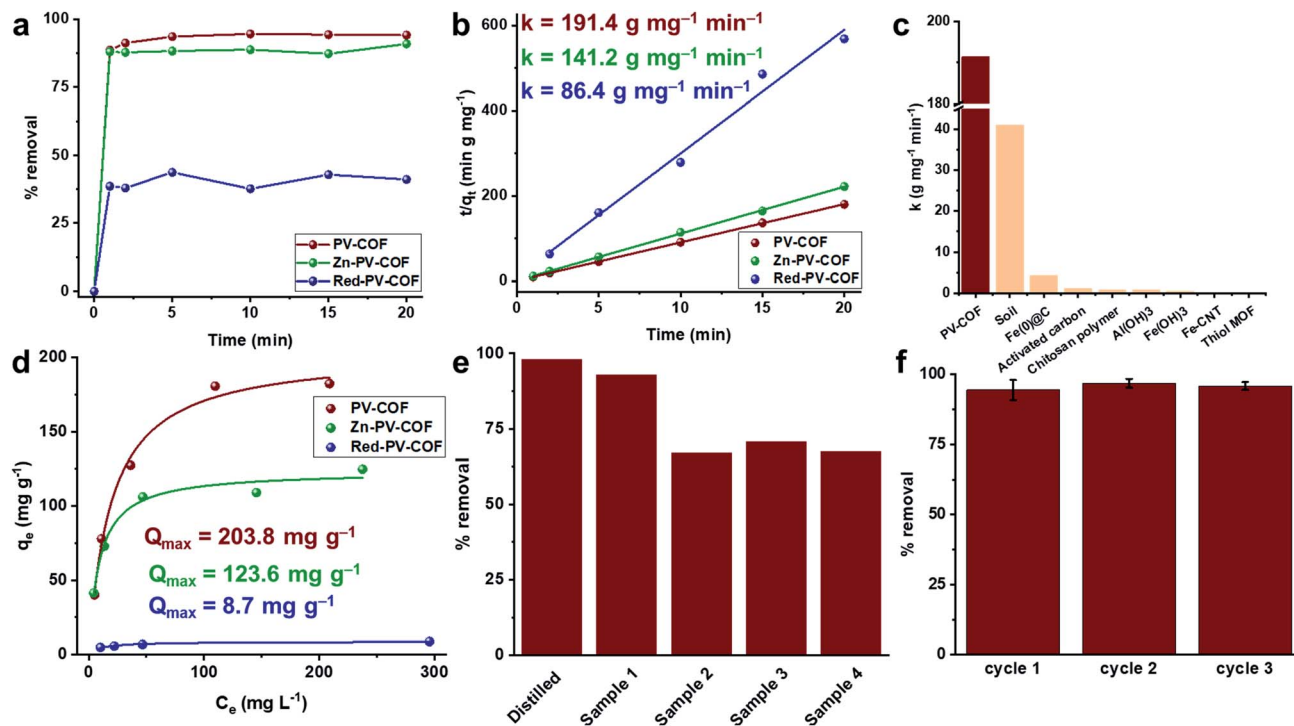 a
% removal
100
75
50
25
0
PV-COF
Zn-PV-COF
Red-PV-COF
0
5
10
15
20
Time (min)
b
k = 191.4 g mg⁻¹ min⁻¹
k = 141.2 g mg⁻¹ min⁻¹
k = 86.4 g mg⁻¹ min⁻¹
t/qₜ (min g mg⁻¹)
600
400
200
0
PV-COF
Zn-PV-COF
Red-PV-COF
0
5
10
15
20
Time (min)
c
k (g mg⁻¹ min⁻¹)
200
180
40
20
0
PV-COF
Soil
Fe(0)@C
Activated carbon
Chitosan polymer
Al(OH)3
Fe(OH)3
Fe-CNT
Thiol MOF
d
qₑ (mg g⁻¹)
200
150
100
50
0
PV-COF
Zn-PV-COF
Red-PV-COF
Qₘₐₓ = 203.8 mg g⁻¹
Qₘₐₓ = 123.6 mg g⁻¹
Qₘₐₓ = 8.7 mg g⁻¹
0
100
200
300
Cₑ (mg L⁻¹)
e
% removal
100
75
50
25
0
Distilled
Sample 1
Sample 2
Sample 3
Sample 4
f
% removal
100
75
50
25
0
cycle 1
cycle 2
cycle 3